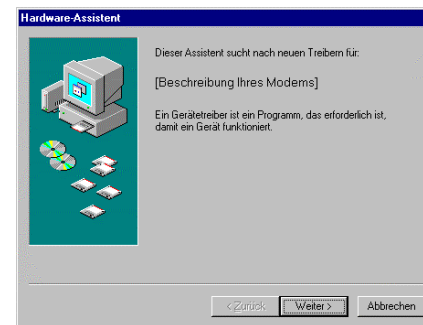 Hardware-Assistent
Dieser Assistent sucht nach neuen Treibern für:
[Beschreibung Ihres Modems]
Ein Gerätetreiber ist ein Programm, das erforderlich ist,
damit ein Gerät funktioniert.
< Zurück Weiter > Abbrechen